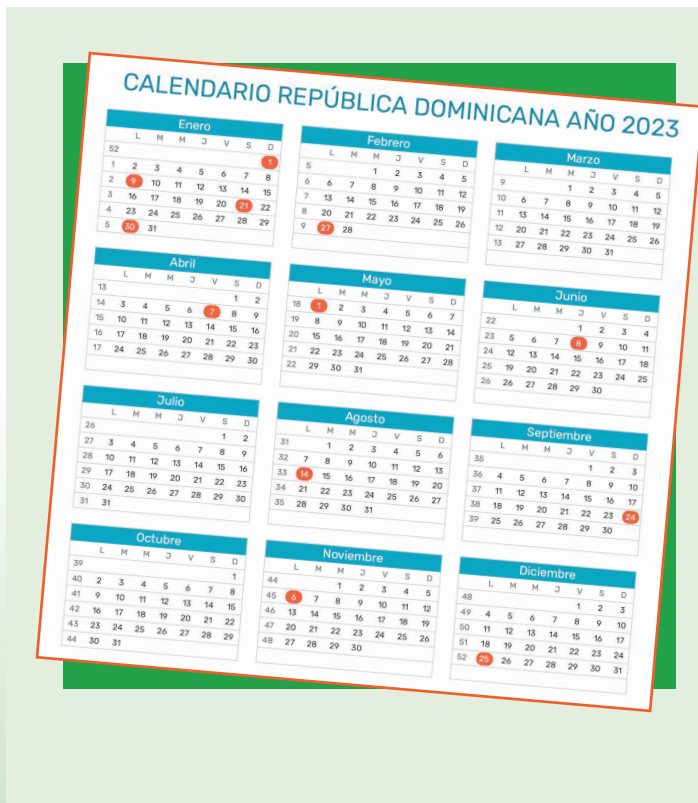 CALENDARIO REPÚBLICA DOMINICANA AÑO 2023
Enero
L M M J V S D
52 1
1 2 3 4 5 6 7 8
2 9 10 11 12 13 14 15
3 16 17 18 19 20 21 22
4 23 24 25 26 27 28 29
5 30 31
Febrero
L M M J V S D
5 1 2 3 4 5
6 6 7 8 9 10 11 12
7 13 14 15 16 17 18 19
8 20 21 22 23 24 25 26
9 27 28
Marzo
L M M J V S D
9 1 2 3 4 5
10 6 7 8 9 10 11 12
11 13 14 15 16 17 18 19
12 20 21 22 23 24 25 26
13 27 28 29 30 31
Abril
L M M J V S D
13 1 2
14 3 4 5 6 7 8 9
15 10 11 12 13 14 15 16
16 17 18 19 20 21 22 23
17 24 25 26 27 28 29 30
Mayo
L M M J V S D
18 1 2 3 4 5 6 7
19 8 9 10 11 12 13 14
20 15 16 17 18 19 20 21
21 22 23 24 25 26 27 28
22 29 30 31
Junio
L M M J V S D
22 1 2 3 4
23 5 6 7 8 9 10 11
24 12 13 14 15 16 17 18
25 19 20 21 22 23 24 25
26 26 27 28 29 30
Julio
L M M J V S D
26 1 2
27 3 4 5 6 7 8 9
28 10 11 12 13 14 15 16
29 17 18 19 20 21 22 23
30 24 25 26 27 28 29 30
31 31
Agosto
L M M J V S D
31 1 2 3 4 5 6
32 7 8 9 10 11 12 13
33 14 15 16 17 18 19 20
34 21 22 23 24 25 26 27
35 28 29 30 31
Septiembre
L M M J V S D
35 1 2 3
36 4 5 6 7 8 9 10
37 11 12 13 14 15 16 17
38 18 19 20 21 22 23 24
39 25 26 27 28 29 30
Octubre
L M M J V S D
39 1
40 2 3 4 5 6 7 8
41 9 10 11 12 13 14 15
42 16 17 18 19 20 21 22
43 23 24 25 26 27 28 29
44 30 31
Noviembre
L M M J V S D
44 1 2 3 4 5
45 6 7 8 9 10 11 12
46 13 14 15 16 17 18 19
47 20 21 22 23 24 25 26
48 27 28 29 30
Diciembre
L M M J V S D
48 1 2 3
49 4 5 6 7 8 9 10
50 11 12 13 14 15 16 17
51 18 19 20 21 22 23 24
52 25 26 27 28 29 30 31